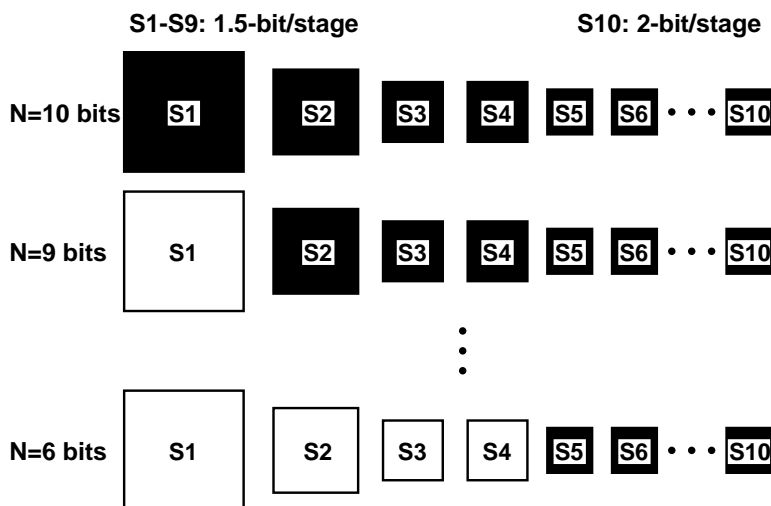 S1-S9: 1.5-bit/stage S10: 2-bit/stage
N=10 bits S1 S2 S3 S4 S5 S6 • • • S10
N=9 bits S1 S2 S3 S4 S5 S6 • • • S10
N=6 bits S1 S2 S3 S4 S5 S6 • • • S10